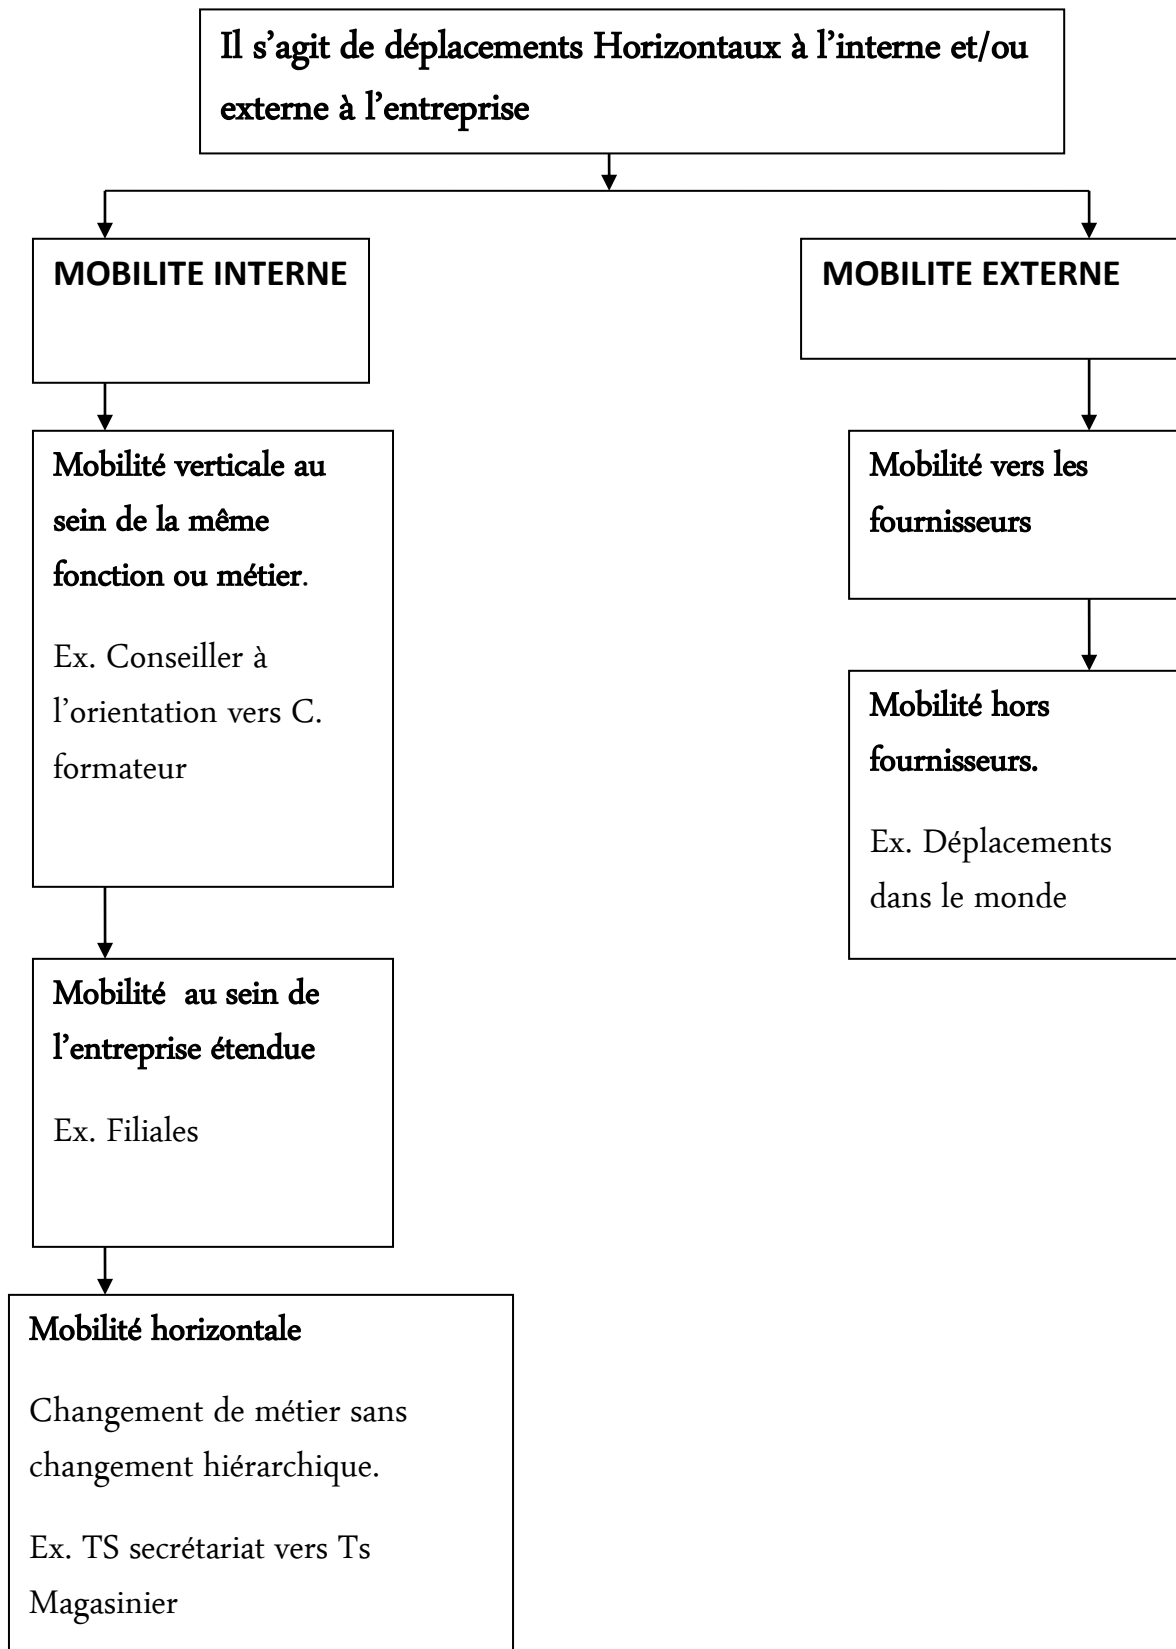 Il s’agit de déplacements Horizontaux à l’interne et/ou
externe à l’entreprise
MOBILITE INTERNE
MOBILITE EXTERNE
Mobilité verticale au
sein de la même
fonction ou métier.
Ex. Conseiller à
l’orientation vers C.
formateur
Mobilité vers les
fournisseurs
Mobilité hors
fournisseurs.
Ex. Déplacements
dans le monde
Mobilité  au sein de
l’entreprise étendue
Ex. Filiales
Mobilité horizontale
Changement de métier sans
changement hiérarchique.
Ex. TS secrétariat vers Ts
Magasinier